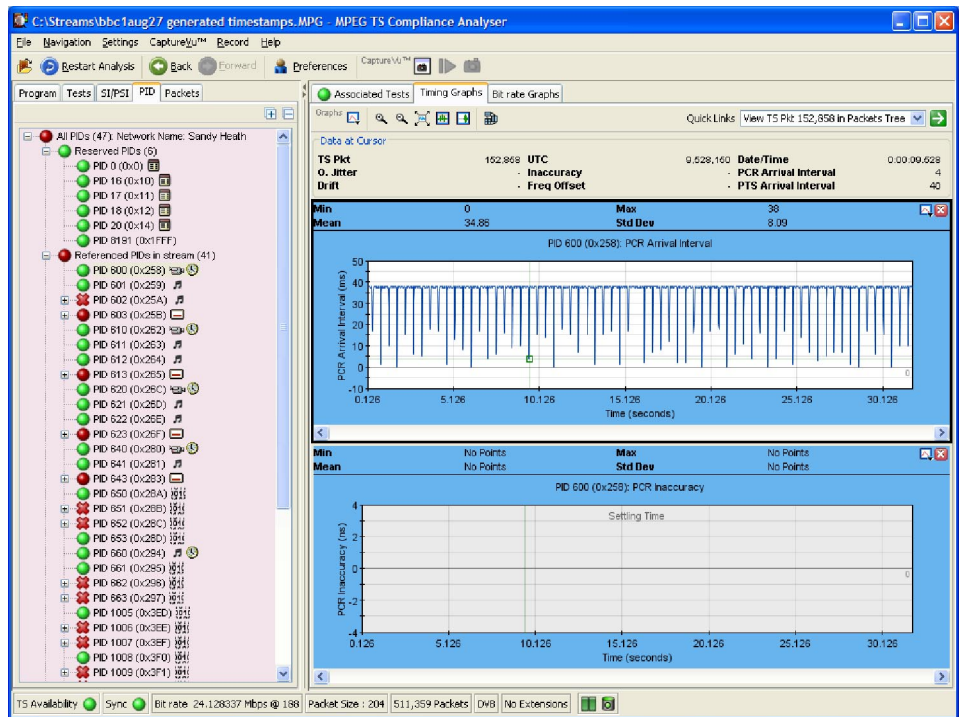 C:\Streams\bbc1aug27 generated timestamps.MPG - MPEG TS Compliance Analyser
File Navigation Settings CaptureVu™ Record Help
Restart Analysis Back Forward Preferences CaptureVu™
Program Tests SI/PSI PID Packets
All PIDs (47): Network Name: Sandy Heath
Reserved PIDs (6)
PID 0 (0x0)
PID 16 (0x10)
PID 17 (0x11)
PID 18 (0x12)
PID 20 (0x14)
PID 8191 (0x1FFF)
Referenced PIDs in stream (41)
PID 600 (0x258)
PID 601 (0x259)
PID 602 (0x25A)
PID 603 (0x25B)
PID 610 (0x262)
PID 611 (0x263)
PID 612 (0x264)
PID 613 (0x265)
PID 620 (0x26C)
PID 621 (0x26D)
PID 622 (0x26E)
PID 623 (0x26F)
PID 640 (0x280)
PID 641 (0x281)
PID 643 (0x283)
PID 650 (0x28A)
PID 651 (0x28B)
PID 652 (0x28C)
PID 653 (0x28D)
PID 660 (0x294)
PID 661 (0x295)
PID 662 (0x296)
PID 663 (0x297)
PID 1005 (0x3ED)
PID 1006 (0x3EE)
PID 1007 (0x3EF)
PID 1008 (0x3F0)
PID 1009 (0x3F1)
Associated Tests Timing Graphs Bit rate Graphs
Graphs Quick Links View TS Pkt 152,858 in Packets Tree
Data at Cursor
TS Pkt 152,858 UTC 9,528,160 Date/Time 0:00:09.528
O. Jitter - Inaccuracy - PCR Arrival Interval 4
Drift - Freq Offset - PTS Arrival Interval 40
Min 0 Max 38
Mean 34.86 Std Dev 8.09
PID 600 (0x258): PCR Arrival Interval
PCR Arrival Interval (ms)
50
40
30
20
10
0
-10
0
0.126 5.126 10.126 15.126 20.126 25.126 30.126
Time (seconds)
Min No Points Max No Points
Mean No Points Std Dev No Points
PID 600 (0x258): PCR Inaccuracy
Settling Time
PCR Inaccuracy (ns)
4
2
0
-2
-4
0
0.126 5.126 10.126 15.126 20.126 25.126 30.126
Time (seconds)
TS Availability Sync Bit rate 24.128337 Mbps @ 188 Packet Size : 204 511,359 Packets DVB No Extensions